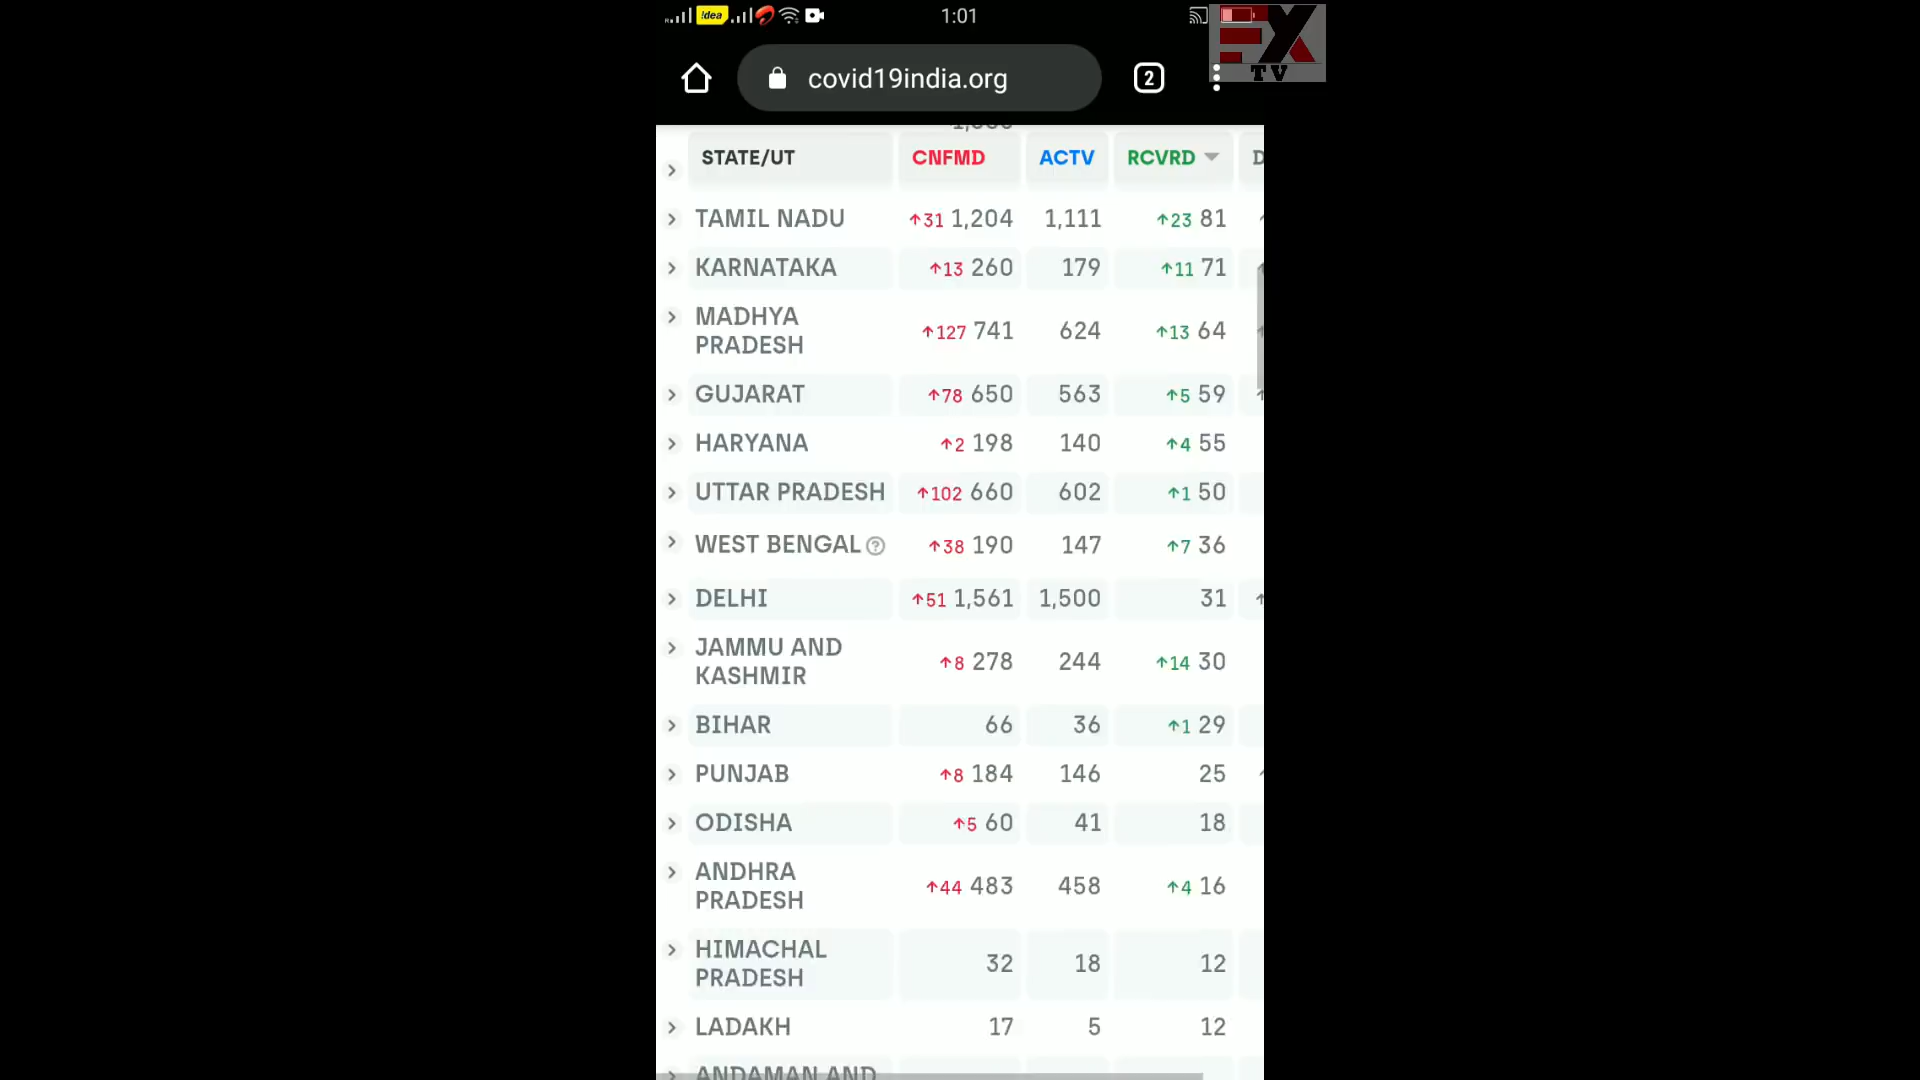 !dea 1:01
EX
TV
covid19india.org 2
STATE/UT CNFMD ACTV RCVRD D
TAMIL NADU ↑31 1,204 1,111 ↑23 81
KARNATAKA ↑13 260 179 ↑11 71
MADHYA
PRADESH ↑127 741 624 ↑13 64
GUJARAT ↑78 650 563 ↑5 59
HARYANA ↑2 198 140 ↑4 55
UTTAR PRADESH ↑102 660 602 ↑1 50
WEST BENGAL ? ↑38 190 147 ↑7 36
DELHI ↑51 1,561 1,500 31
JAMMU AND
KASHMIR ↑8 278 244 ↑14 30
BIHAR 66 36 ↑1 29
PUNJAB ↑8 184 146 25
ODISHA ↑5 60 41 18
ANDHRA
PRADESH ↑44 483 458 ↑4 16
HIMACHAL
PRADESH 32 18 12
LADAKH 17 5 12
ANDAMAN AND